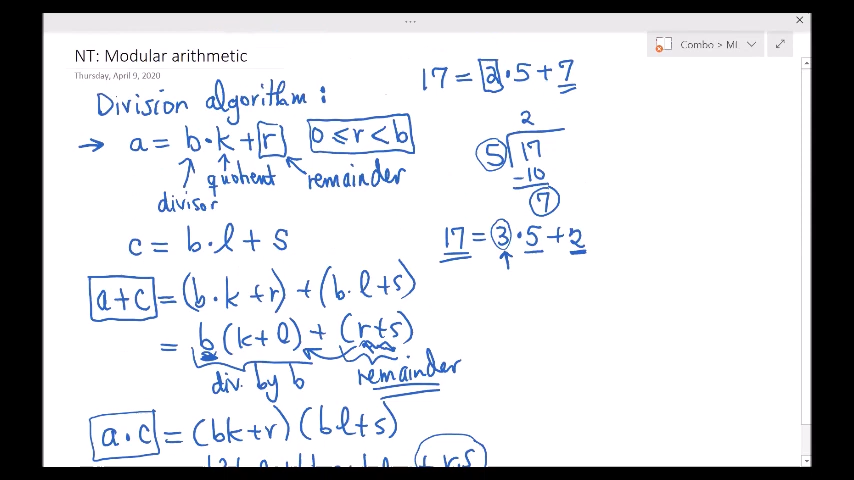 NT: Modular arithmetic
Thursday, April 9, 2020
Combo > MI
Division algorithm:
→ a = b·k + r   0 ≤ r < b
quotient remainder
divisor
c = b·l + s
a+c = (b·k+r) + (b·l+s)
= b(k+l) + (r+s)
div. by b remainder
a·c = (bk+r)(bl+s)
+ r·s
17 = 2·5+7
2
5 17
-10
7
17 = 3·5+2